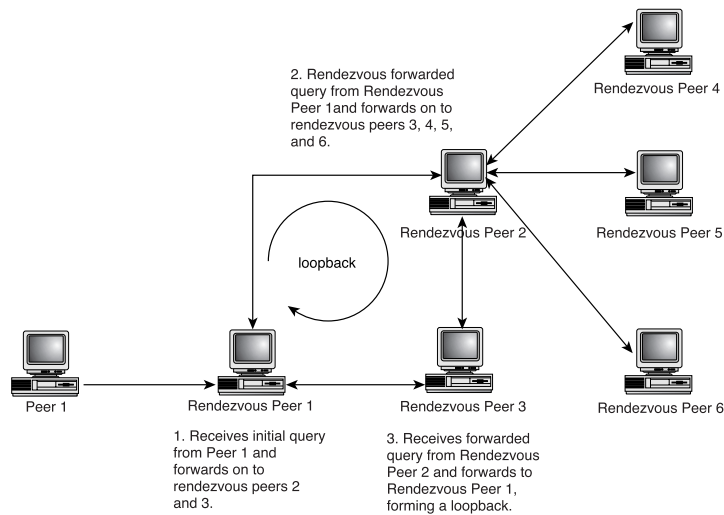 Rendezvous Peer 4
2. Rendezvous forwarded
query from Rendezvous
Peer 1and forwards on to
rendezvous peers 3, 4, 5,
and 6.
Rendezvous Peer 2
Rendezvous Peer 5
loopback
Peer 1
Rendezvous Peer 1
Rendezvous Peer 3
Rendezvous Peer 6
1. Receives initial query
from Peer 1 and
forwards on to
rendezvous peers 2
and 3.
3. Receives forwarded
query from Rendezvous
Peer 2 and forwards to
Rendezvous Peer 1,
forming a loopback.